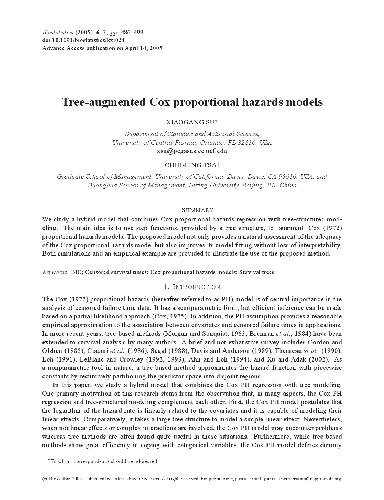 Biostatistics (2005), pp.
doi:10.1093/biostatistics/
Advance Access publication on April 14, 2005
Tree-augmented Cox proportional hazards models
XIAOGANG SU*
Department of Statistics and Actuarial Science,
University of Central Florida, Orlando, FL 32816, USA
CHIH-LING TSAI
Graduate School of Management, University of California, Davis, Davis, CA 95616, USA, and
Guanghua School of Management, Peking University, Beijing, P.R. China
SUMMARY
We study a hybrid model that combines Cox proportional hazards regression with tree-structured mod-
eling. The main idea is to use step functions, provided by a tree structure, to 'augment' Cox (1972)
proportional hazards models. The proposed model not only provides a natural assessment of the adequacy
of the Cox proportional hazards model but also improves its model fitting without loss of interpretability.
Both simulations and an empirical example are provided to illustrate the use of the proposed method.
Keywords: Censored survival times; Cox proportional hazards model; Survival trees.
1. INTRODUCTION
The Cox (1972) proportional hazards (hereafter referred to as PH) model is of central importance in the
analysis of censored failure time data. It has a semiparametric form, but efficient inference can be made
based on a partial likelihood approach (Cox, 1975). In addition, the PH assumption provides a reasonable
empirical approximation to the association between covariates and censored failure times in applications.
In more recent years, tree-based methods (Morgan and Sonquist, 1963; Breiman et al., 1984) have been
extended to survival analysis by many authors. A brief and not exhaustive survey includes Gordon and
Olshen (1985), Ciampi et al. (1986), Segal (1988), Davis and Anderson (1989), Therneau et al. (1990),
Loh (1991), LeBlanc and Crowley (1992, 1993), Ahn and Loh (1994), and Xu and Adak (2002). As
a nonparametric tool in nature, a tree-based method approximates the hazard function with piecewise
constants by recursively partitioning the predictor space into disjoint regions.
In this paper, we study a hybrid model that combines the Cox PH regression with tree modeling.
One primary motivation of this research stems from the observation that, in many aspects, the Cox PH
regression and tree-structured modeling complement each other. First, the Cox PH model postulates that
the logarithm of the hazard rate is linearly related to the covariates and it is capable of modeling their
linear effects. Comparatively, it takes a large tree structure to model a simple linear effect. Nevertheless,
when nonlinear effects or complex interactions are involved, the Cox PH model may encounter problems
whereas tree methods are often found quite useful in these situations. Furthermore, while tree-based
methods show great efficiency in coping with categorical variables, the Cox PH model defines dummy
*To whom correspondence should be addressed.